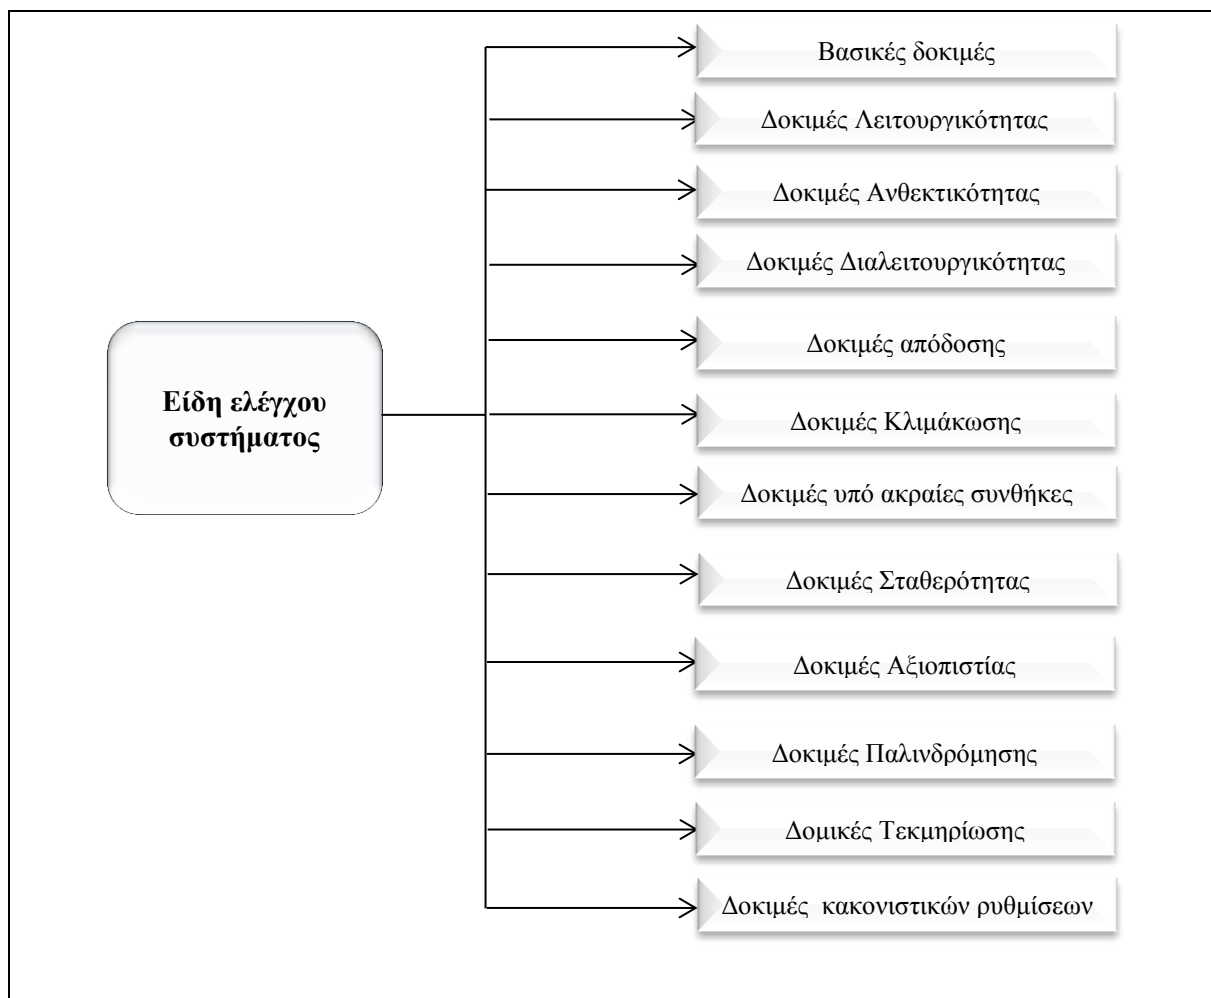 Βασικές δοκιμές
Δοκιμές Λειτουργικότητας
Δοκιμές Ανθεκτικότητας
Δοκιμές Διαλειτουργικότητας
Δοκιμές απόδοσης
Είδη ελέγχου
συστήματος
Δοκιμές Κλιμάκωσης
Δοκιμές υπό ακραίες συνθήκες
Δοκιμές Σταθερότητας
Δοκιμές Αξιοπιστίας
Δοκιμές Παλινδρόμησης
Δομικές Τεκμηρίωσης
Δοκιμές κακονιστικών ρυθμίσεων